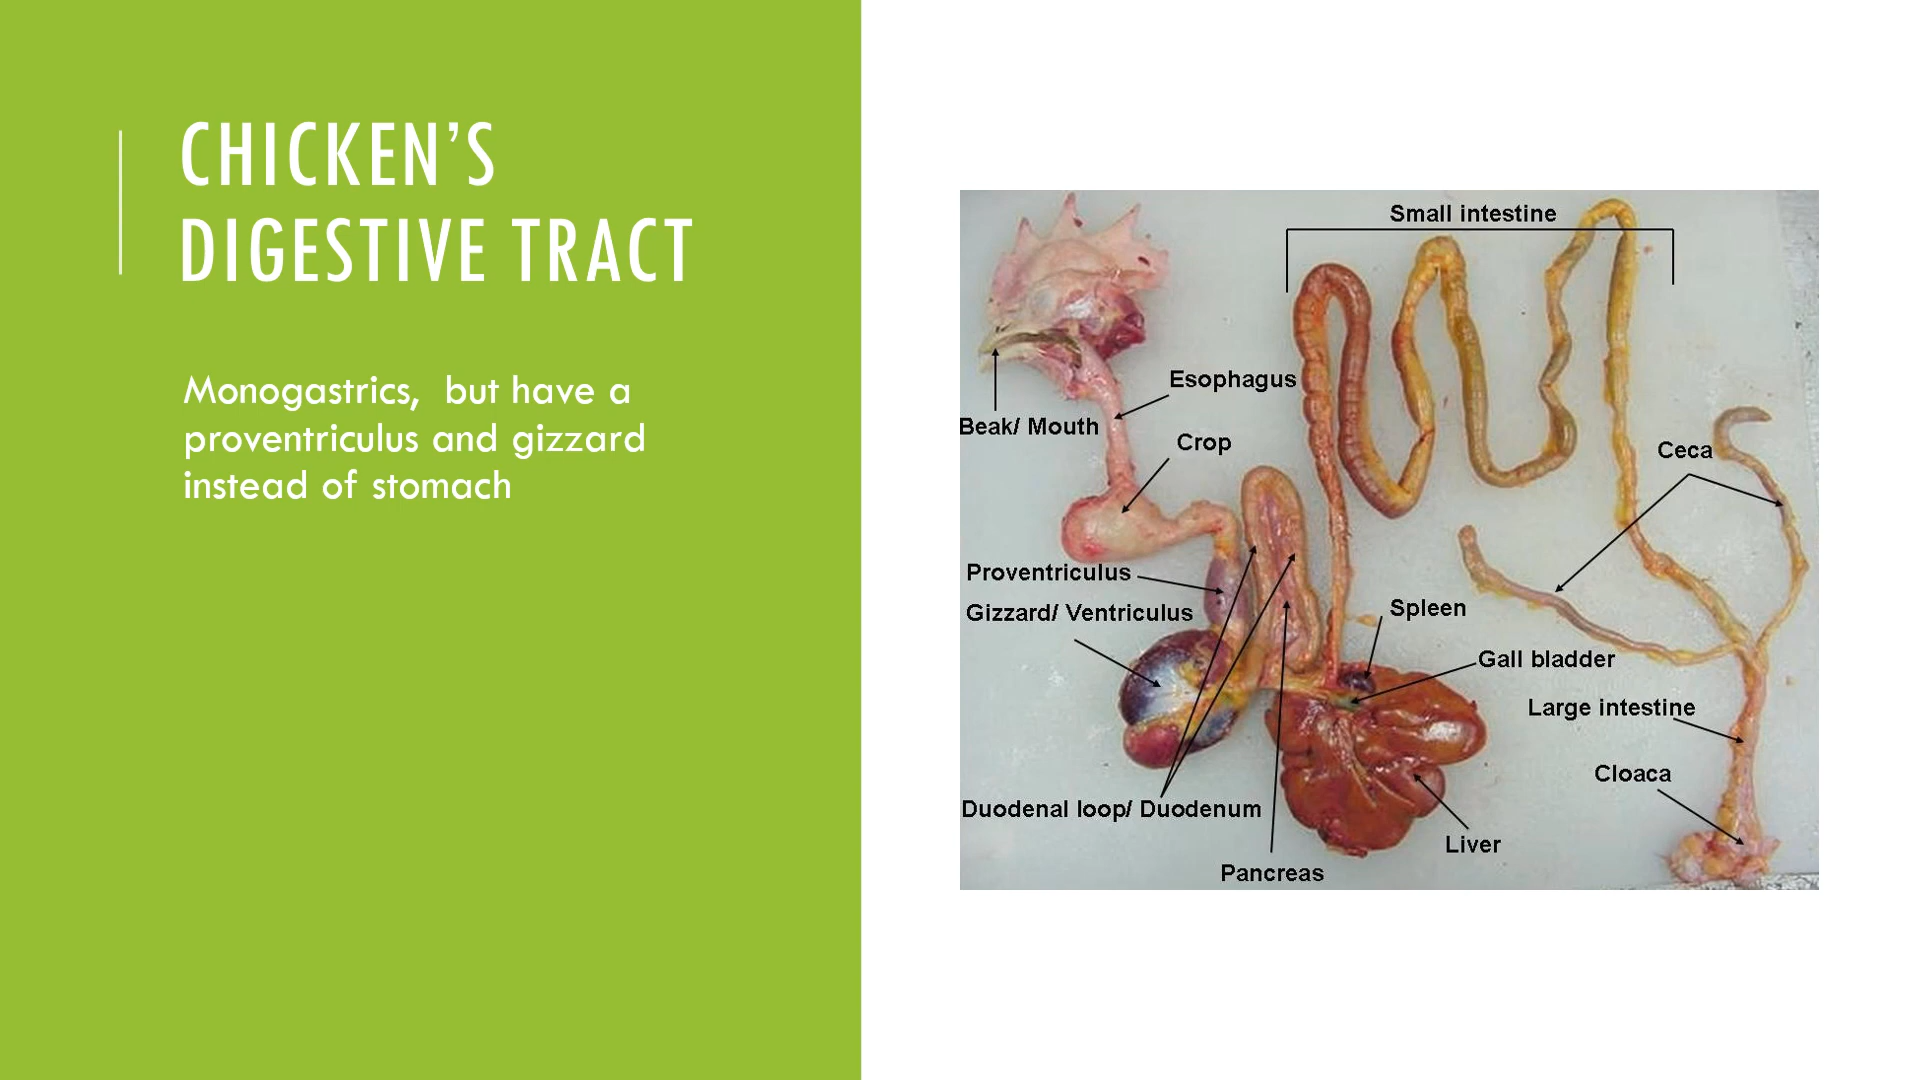 CHICKEN’S
DIGESTIVE TRACT
Monogastrics,  but have a
proventriculus and gizzard
instead of stomach
Small intestine
Esophagus
Beak/ Mouth
Crop
Ceca
Proventriculus
Gizzard/ Ventriculus
Spleen
Gall bladder
Large intestine
Cloaca
Duodenal loop/ Duodenum
Liver
Pancreas